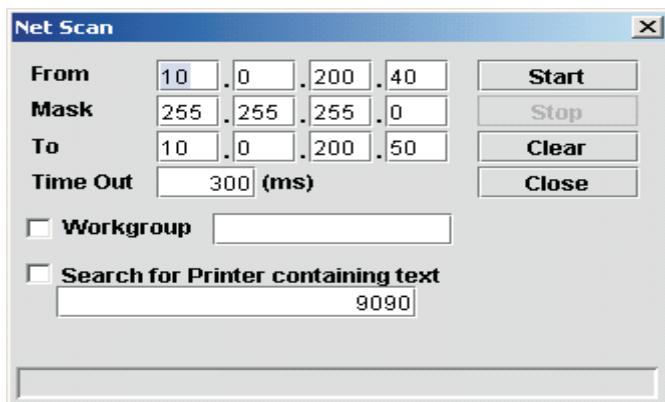 Net Scan
From 10 . 0 . 200 . 40 Start
Mask 255 . 255 . 255 . 0 Stop
To 10 . 0 . 200 . 50 Clear
Time Out 300 (ms) Close
Workgroup
Search for Printer containing text
9090